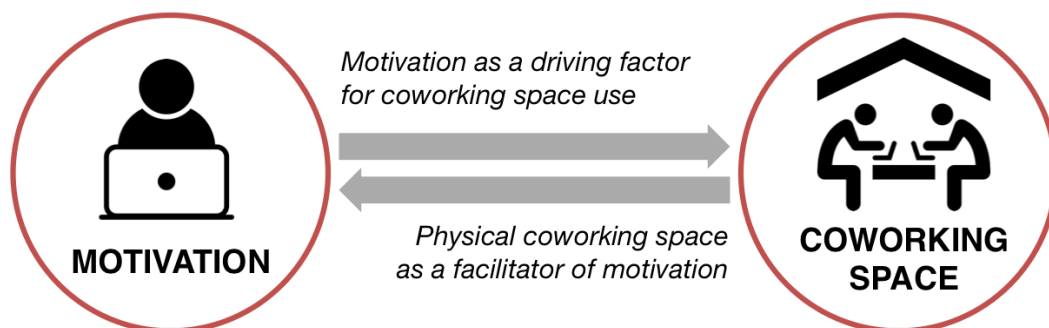 Motivation as a driving factor
for coworking space use
MOTIVATION
Physical coworking space
as a facilitator of motivation
COWORKING
SPACE